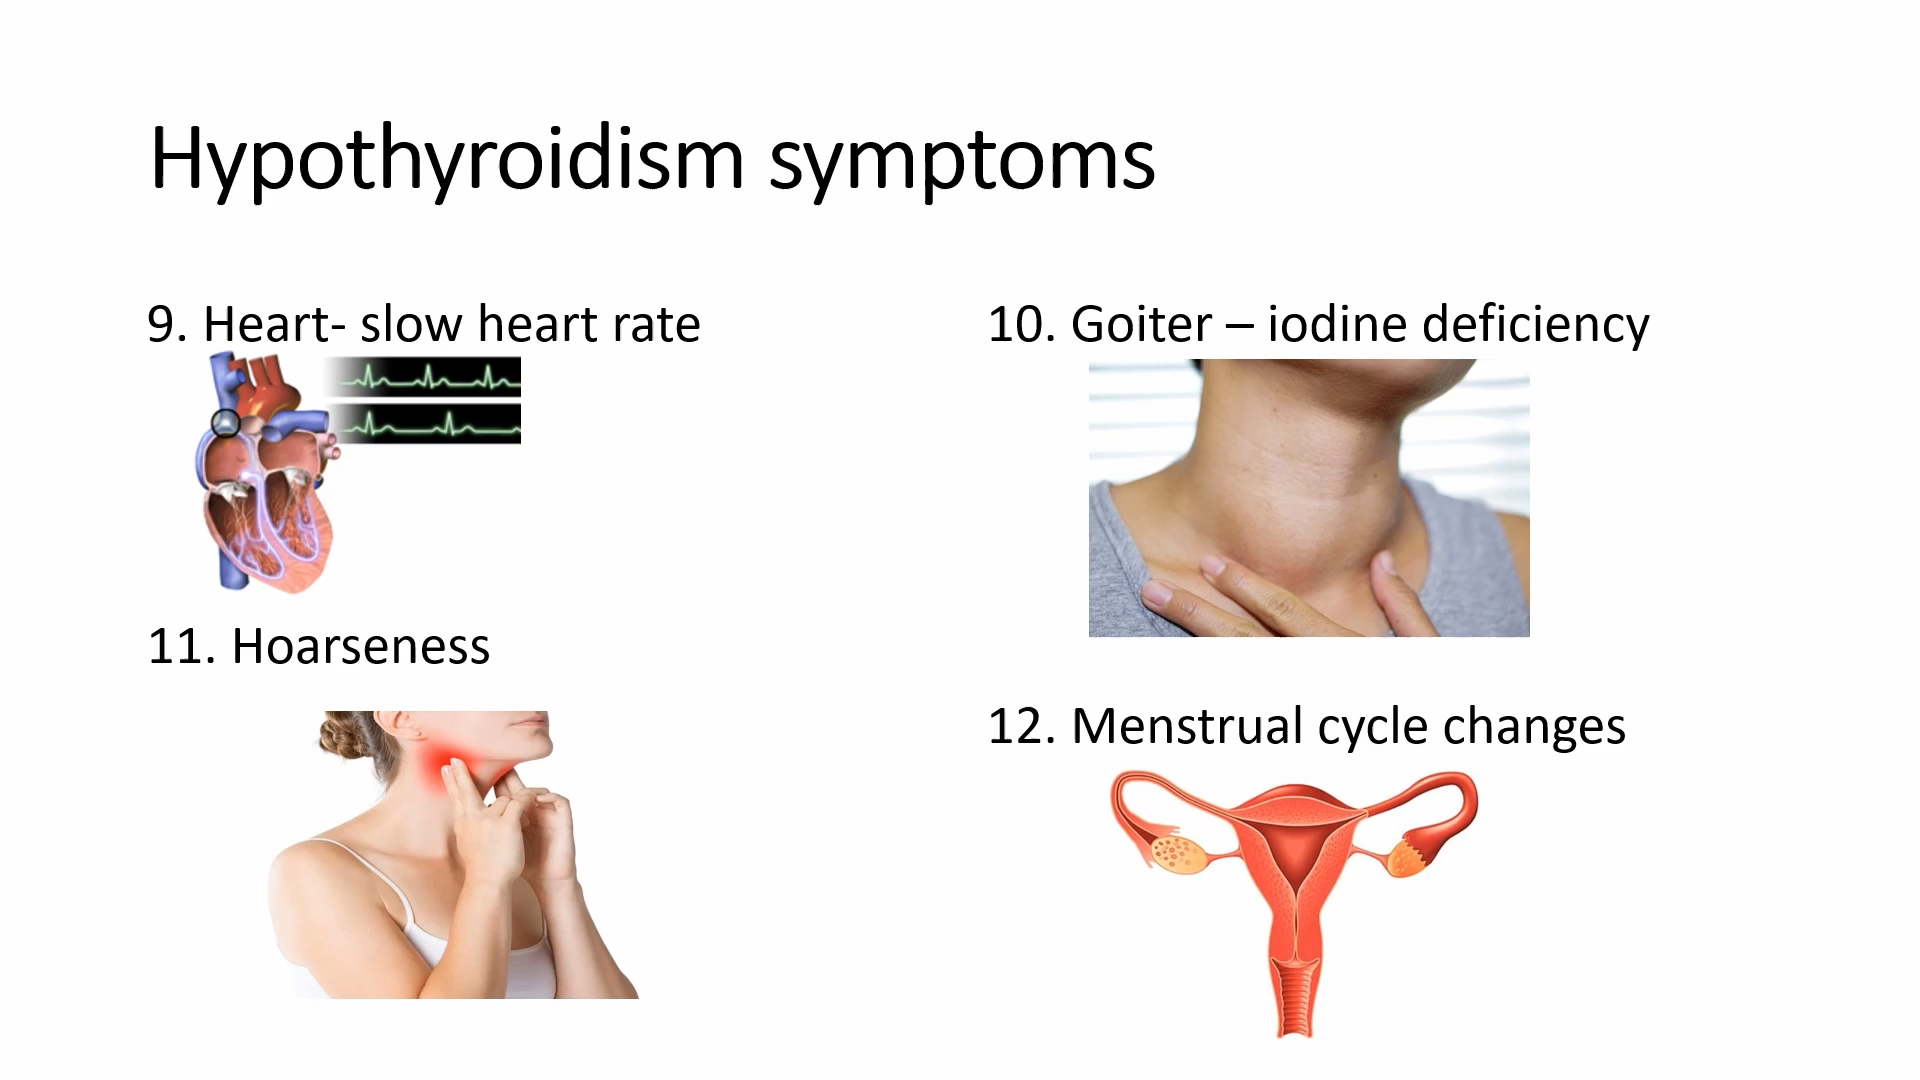 Hypothyroidism symptoms
9. Heart- slow heart rate
10. Goiter – iodine deficiency
11. Hoarseness
12. Menstrual cycle changes